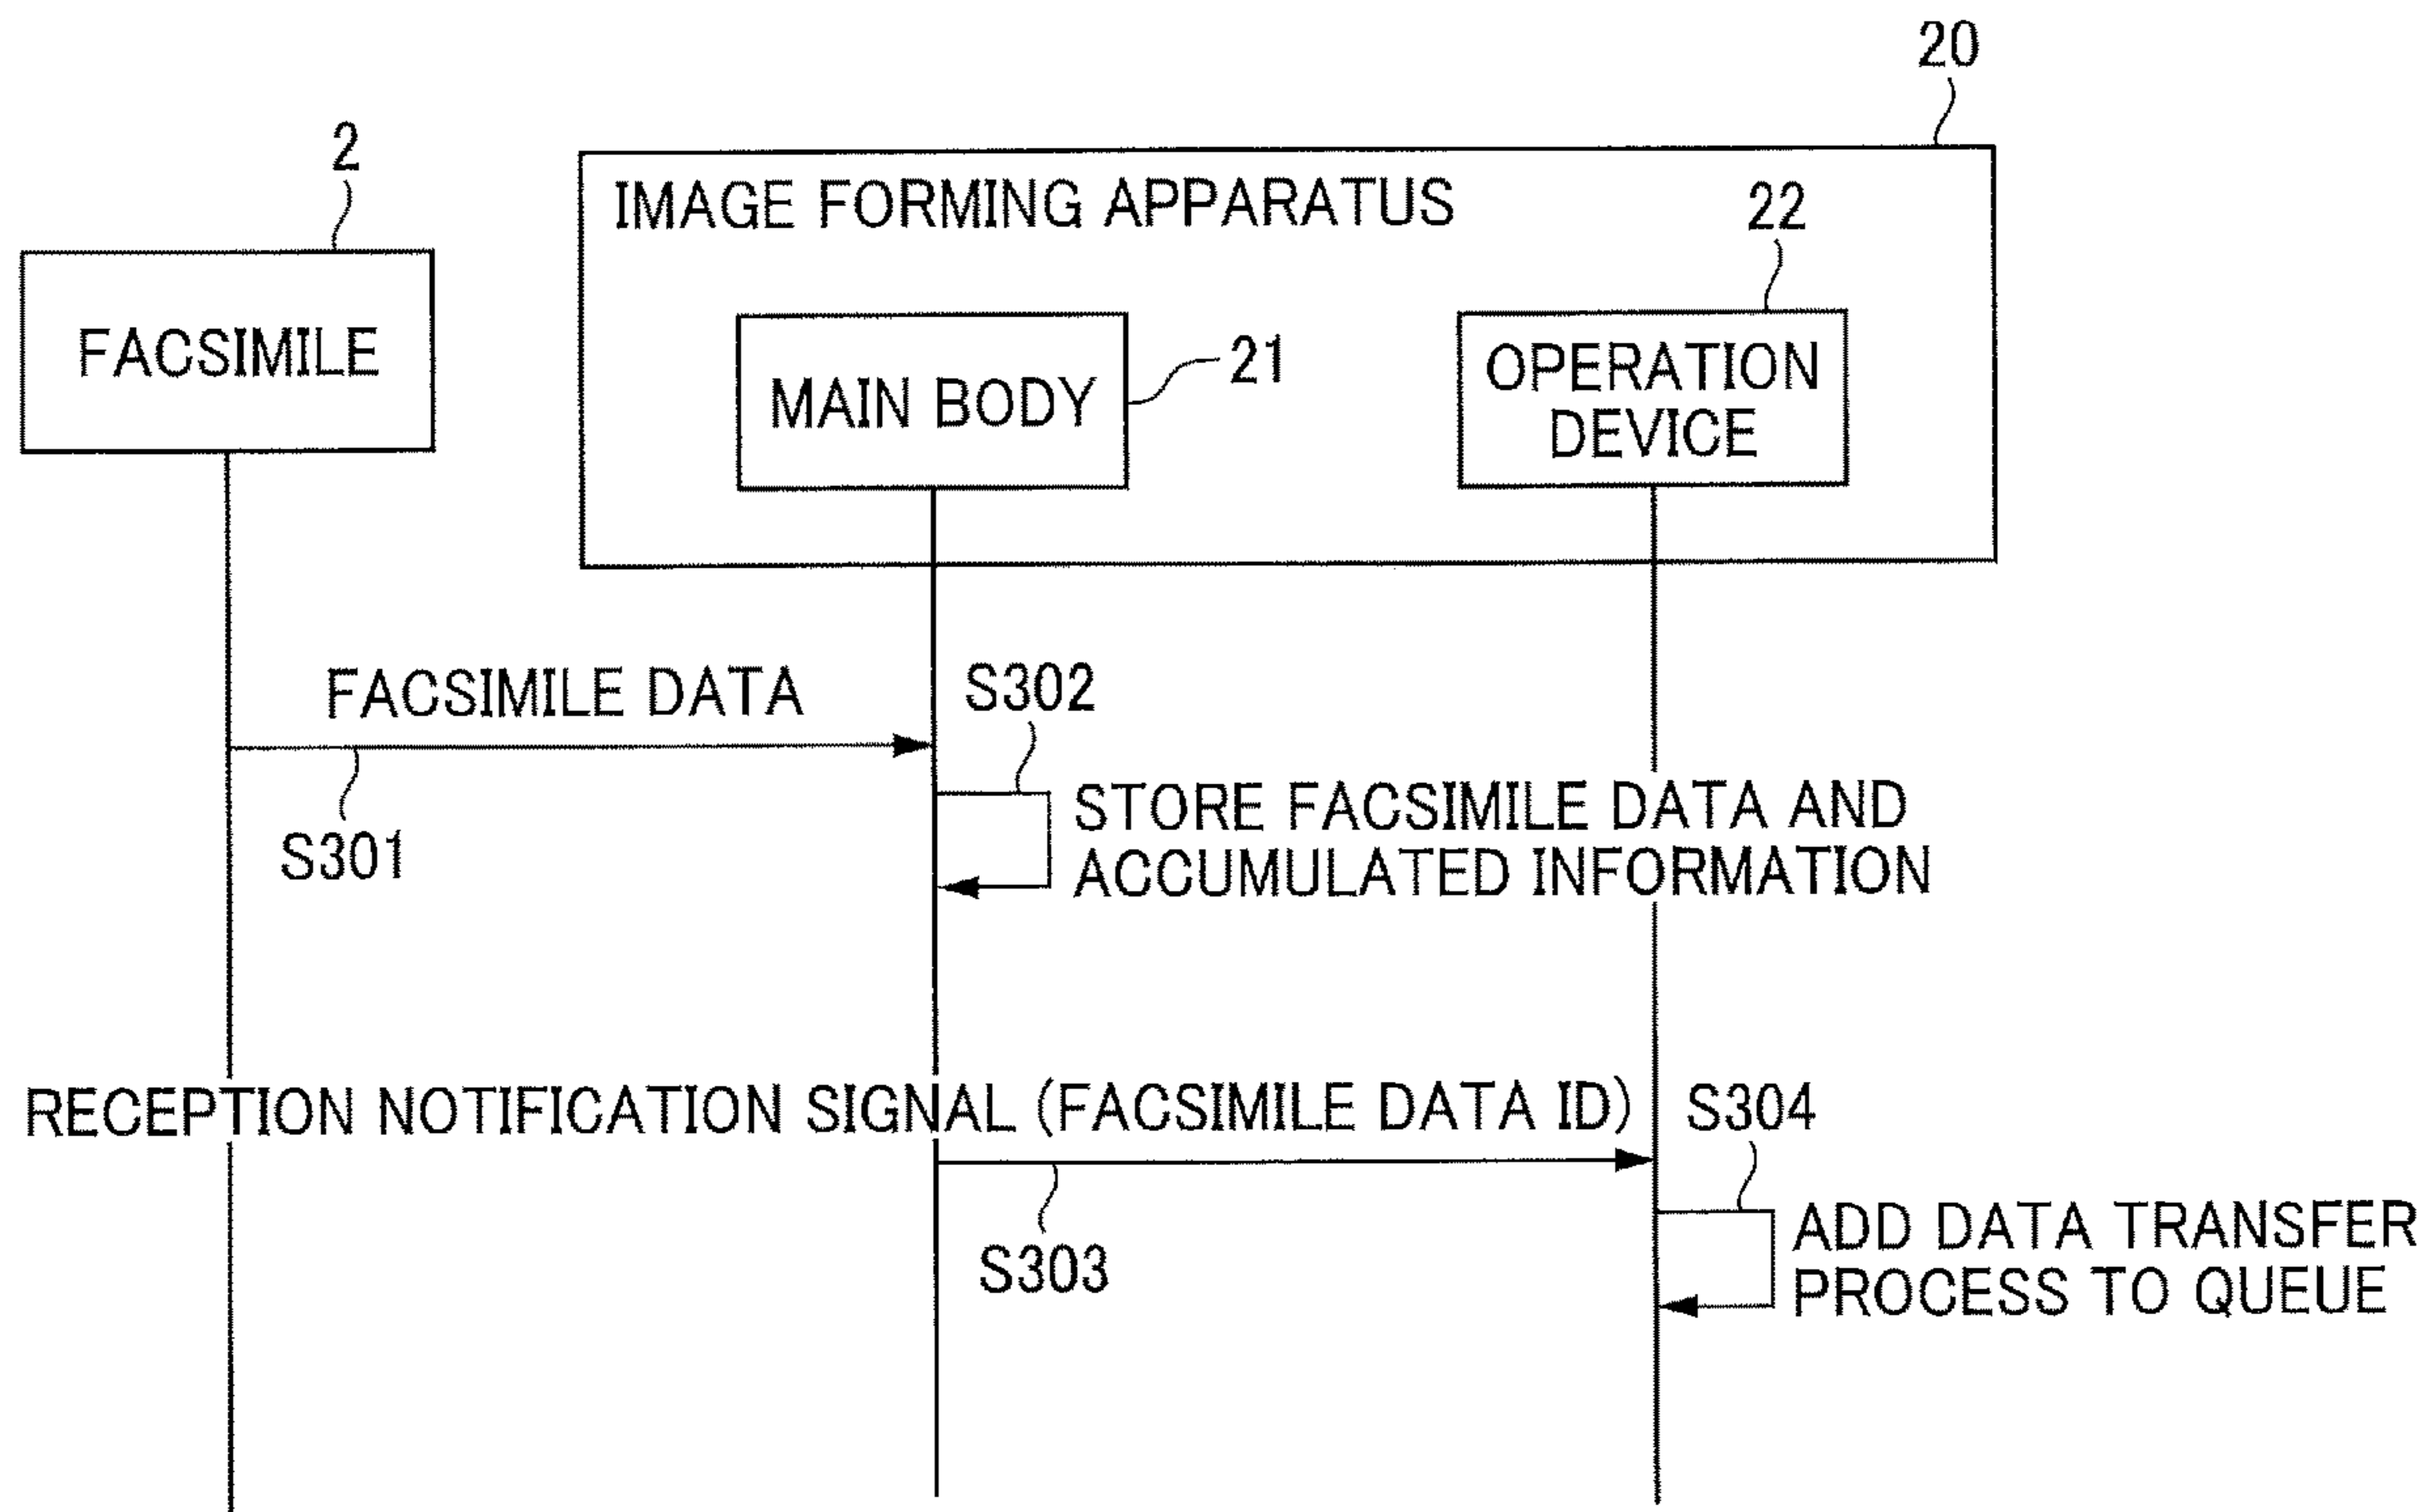 20
2
IMAGE FORMING APPARATUS
22
FACSIMILE
MAIN BODY
21
OPERATION
DEVICE
FACSIMILE DATA
S301
S302
STORE FACSIMILE DATA AND
ACCUMULATED INFORMATION
RECEPTION NOTIFICATION SIGNAL (FACSIMILE DATA ID)
S303
S304
ADD DATA TRANSFER
PROCESS TO QUEUE